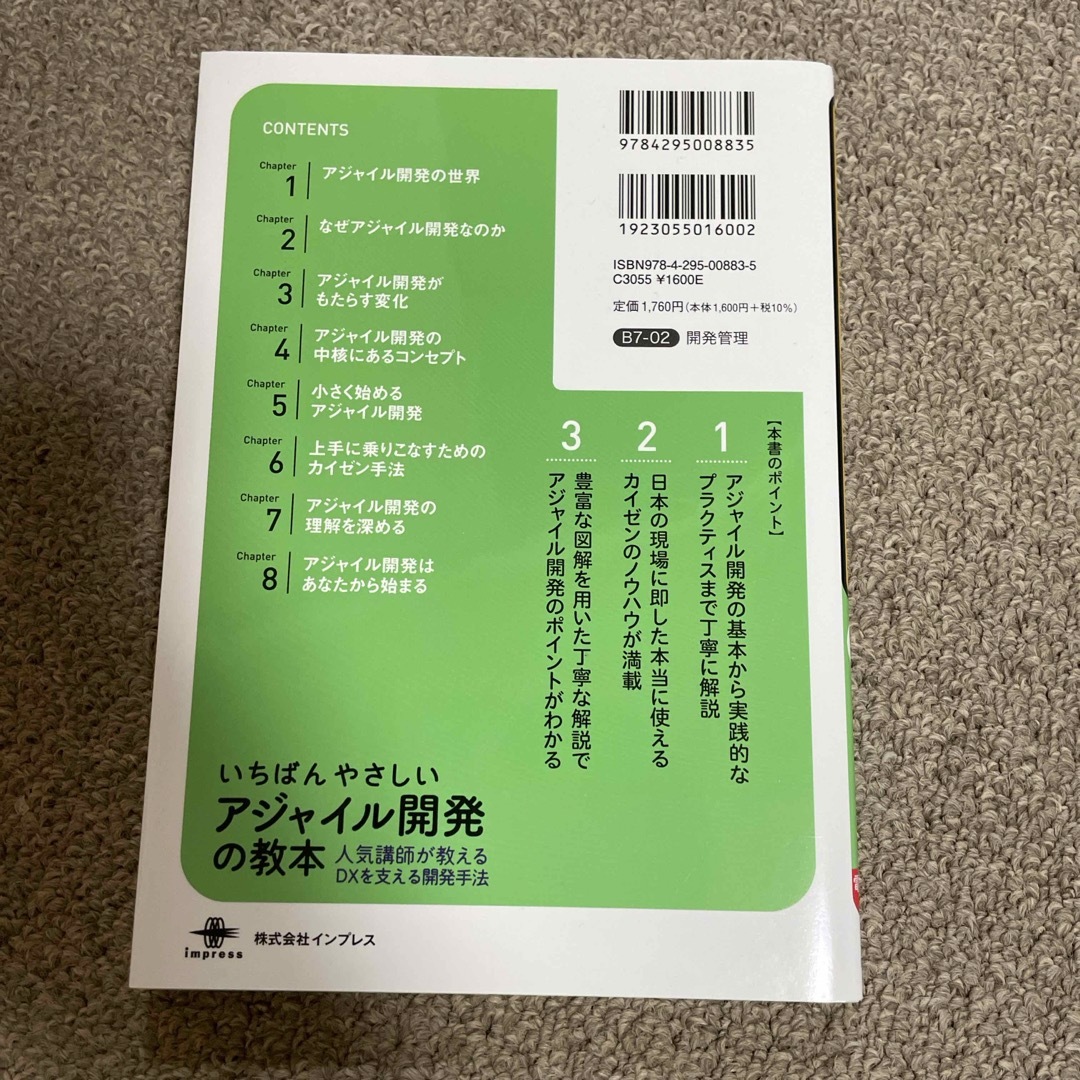 CONTENTS
Chapter
1
アジャイル開発の世界
Chapter
2
なぜアジャイル開発なのか
Chapter
3
アジャイル開発が
もたらす変化
Chapter
4
アジャイル開発の
中核にあるコンセプト
Chapter
5
小さく始める
アジャイル開発
Chapter
6
上手に乗りこなすための
カイゼン手法
Chapter
7
アジャイル開発の
理解を深める
Chapter
8
アジャイル開発は
あなたから始まる
9784295008835
1923055016002
ISBN978-4-295-00883-5
C3055 ¥1600E
定価1,760円(本体1,600円+税10%)
B7-02 開発管理
【本書のポイント】
1
アジャイル開発の基本から実践的な
プラクティスまで丁寧に解説
2
日本の現場に即した本当に使える
カイゼンのノウハウが満載
3
豊富な図解を用いた丁寧な解説で
アジャイル開発のポイントがわかる
いちばんやさしい
アジャイル開発
の教本
人気講師が教える
DXを支える開発手法
impress
株式会社インプレス